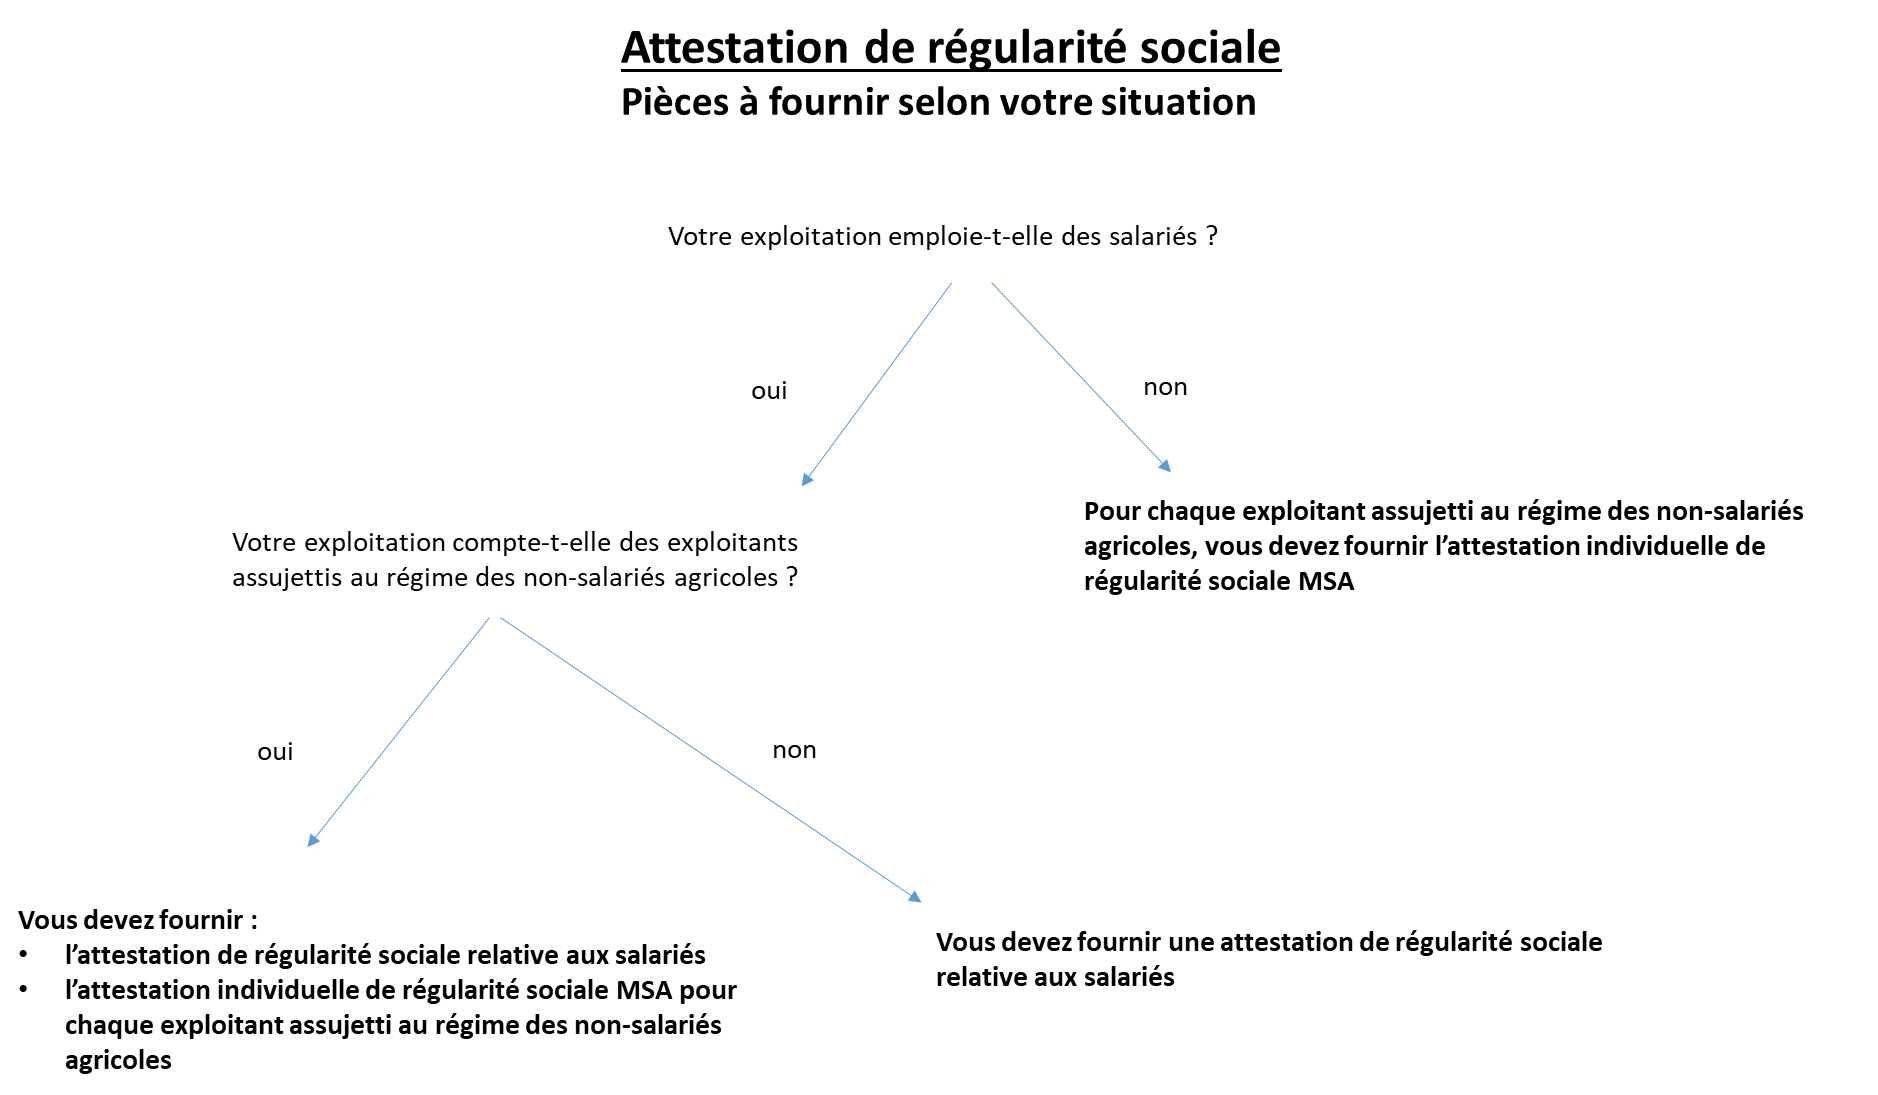 Attestation de régularité sociale
Pièces à fournir selon votre situation
Votre exploitation emploie-t-elle des salariés ?
oui
non
Votre exploitation compte-t-elle des exploitants
assujettis au régime des non-salariés agricoles ?
Pour chaque exploitant assujetti au régime des non-salariés
agricoles, vous devez fournir l’attestation individuelle de
régularité sociale MSA
oui
non
Vous devez fournir :
• l’attestation de régularité sociale relative aux salariés
• l’attestation individuelle de régularité sociale MSA pour
chaque exploitant assujetti au régime des non-salariés
agricoles
Vous devez fournir une attestation de régularité sociale
relative aux salariés